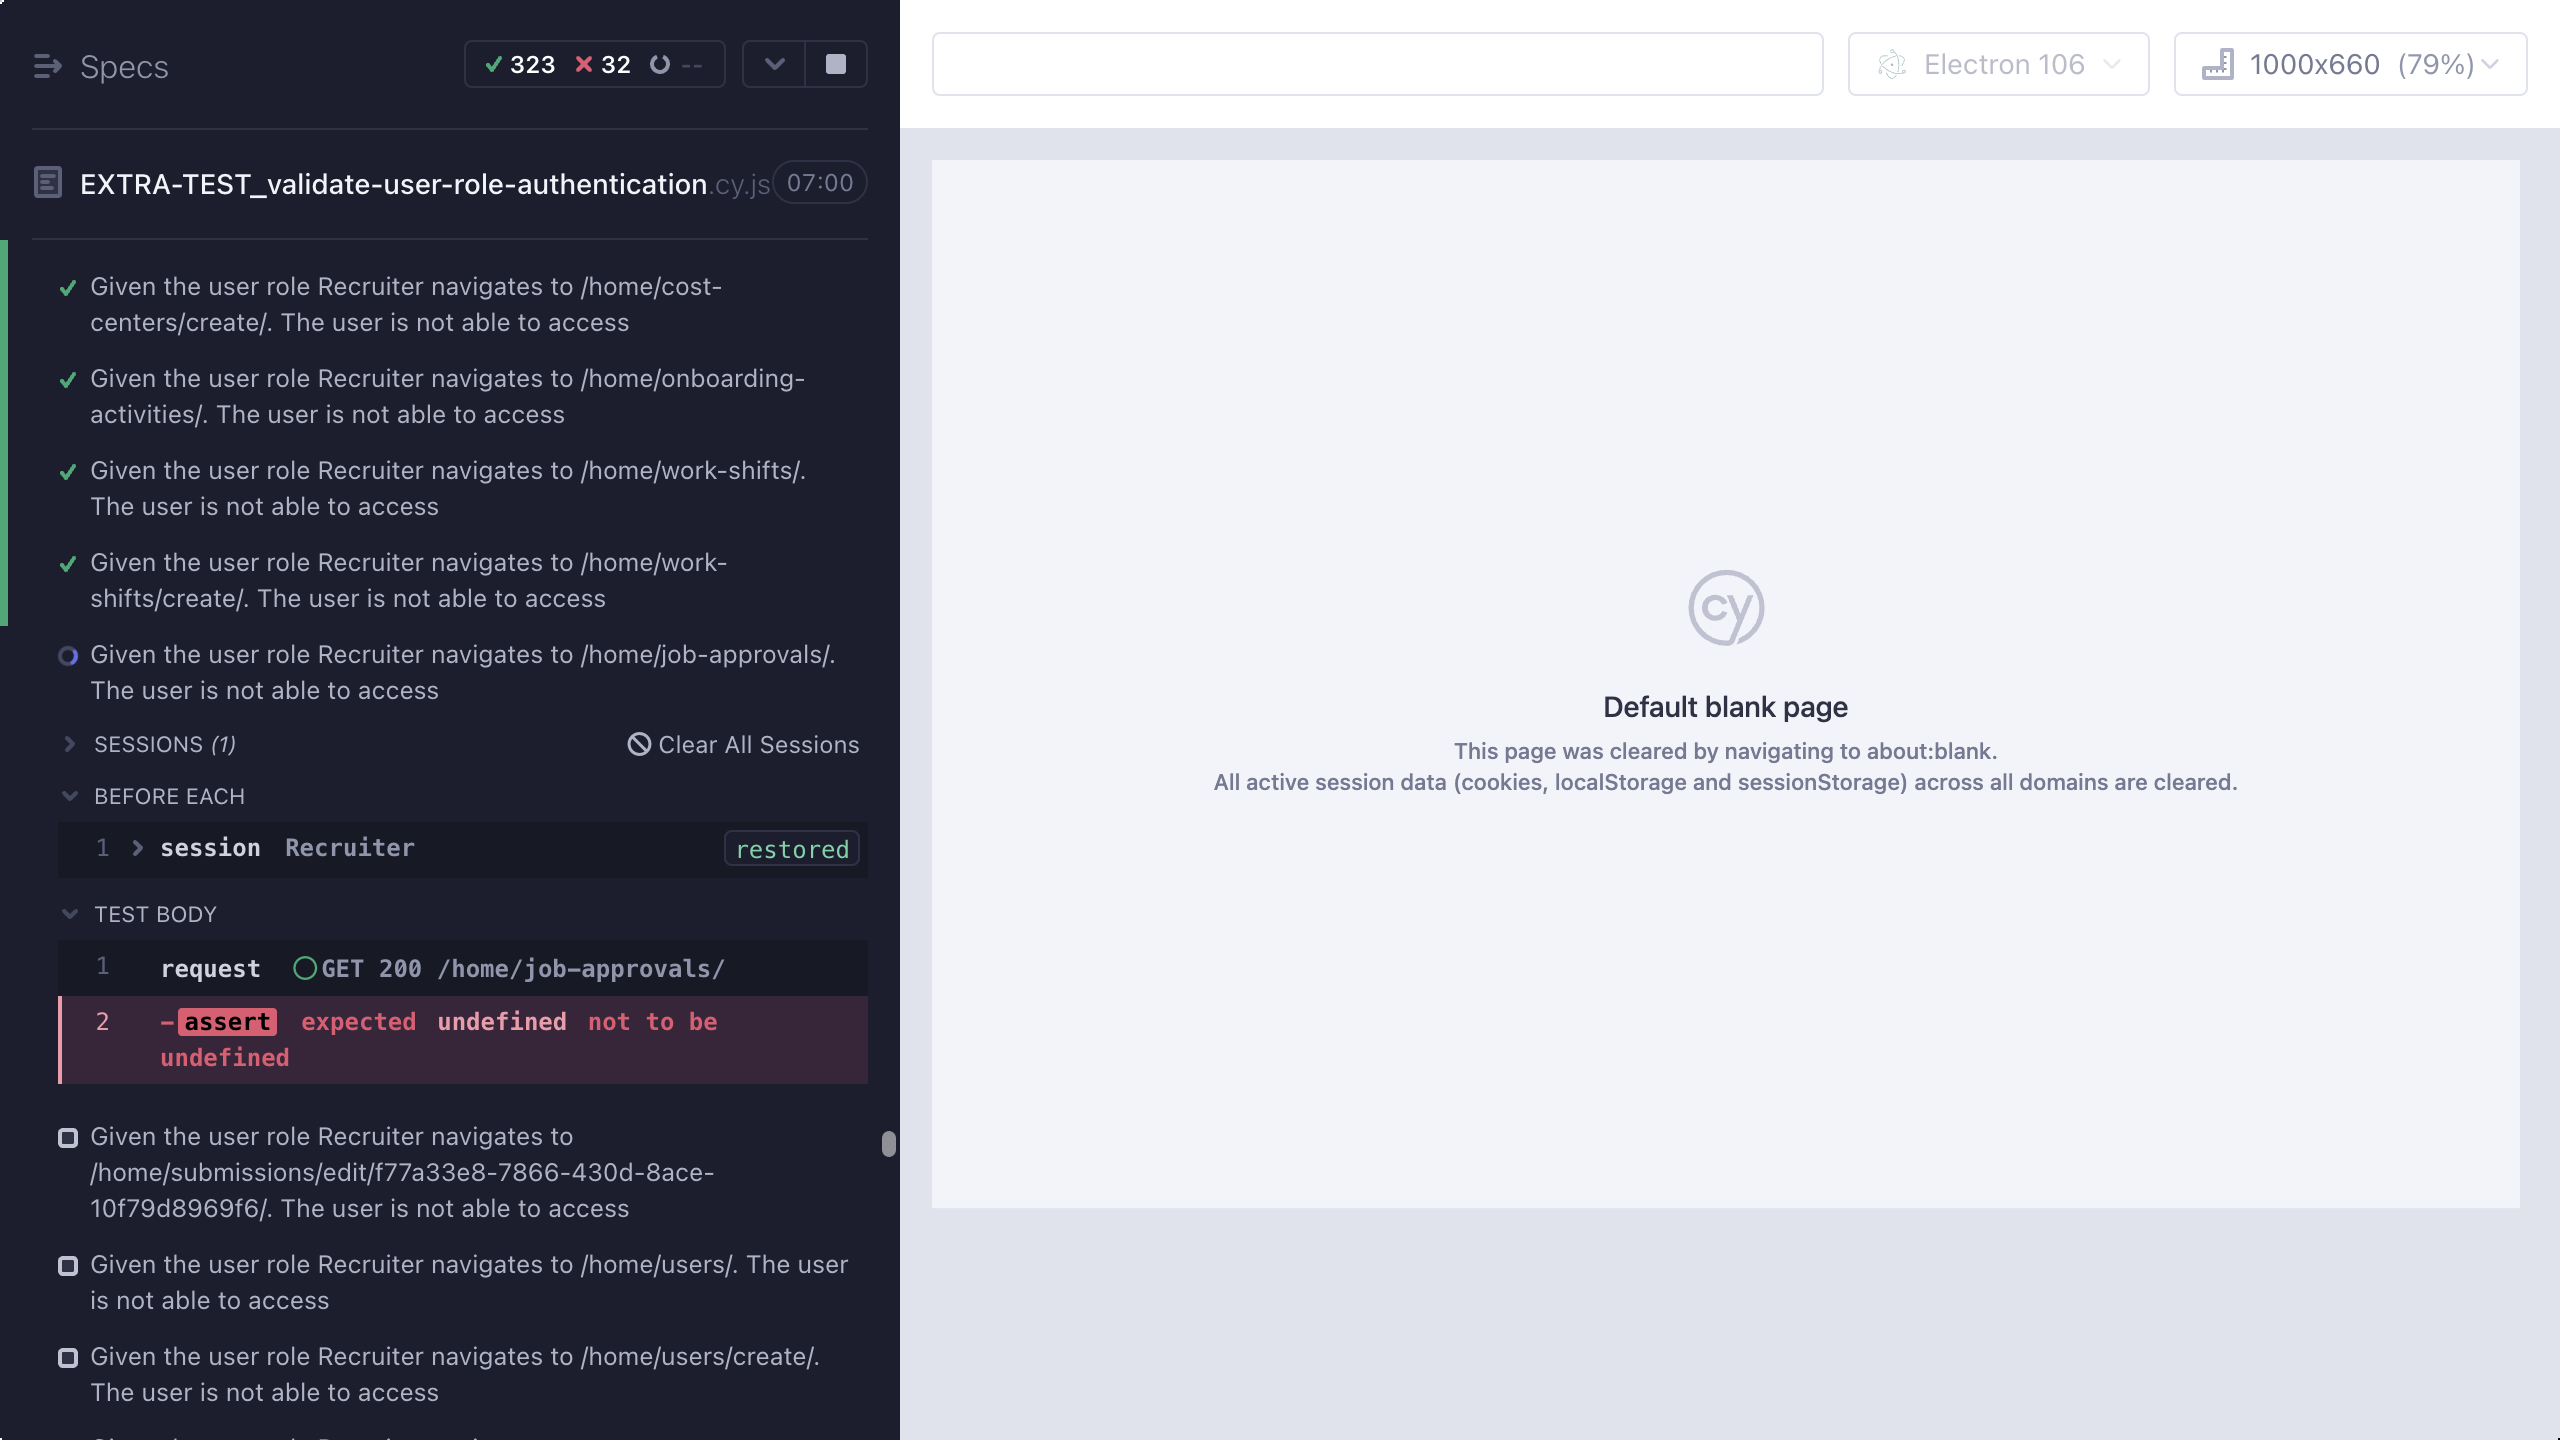 Specs
323 32 --
EXTRA-TEST_validate-user-role-authentication.cy.js 07:00
Given the user role Recruiter navigates to /home/cost-
centers/create/. The user is not able to access
Given the user role Recruiter navigates to /home/onboarding-
activities/. The user is not able to access
Given the user role Recruiter navigates to /home/work-shifts/.
The user is not able to access
Given the user role Recruiter navigates to /home/work-
shifts/create/. The user is not able to access
Given the user role Recruiter navigates to /home/job-approvals/.
The user is not able to access
SESSIONS (1) Clear All Sessions
BEFORE EACH
1 session Recruiter restored
TEST BODY
1 request GET 200 /home/job-approvals/
2 -assert expected undefined not to be
undefined
Given the user role Recruiter navigates to
/home/submissions/edit/f77a33e8-7866-430d-8ace-
10f79d8969f6/. The user is not able to access
Given the user role Recruiter navigates to /home/users/. The user
is not able to access
Given the user role Recruiter navigates to /home/users/create/.
The user is not able to access
Electron 106
1000x660 (79%)
cy
Default blank page
This page was cleared by navigating to about:blank.
All active session data (cookies, localStorage and sessionStorage) across all domains are cleared.